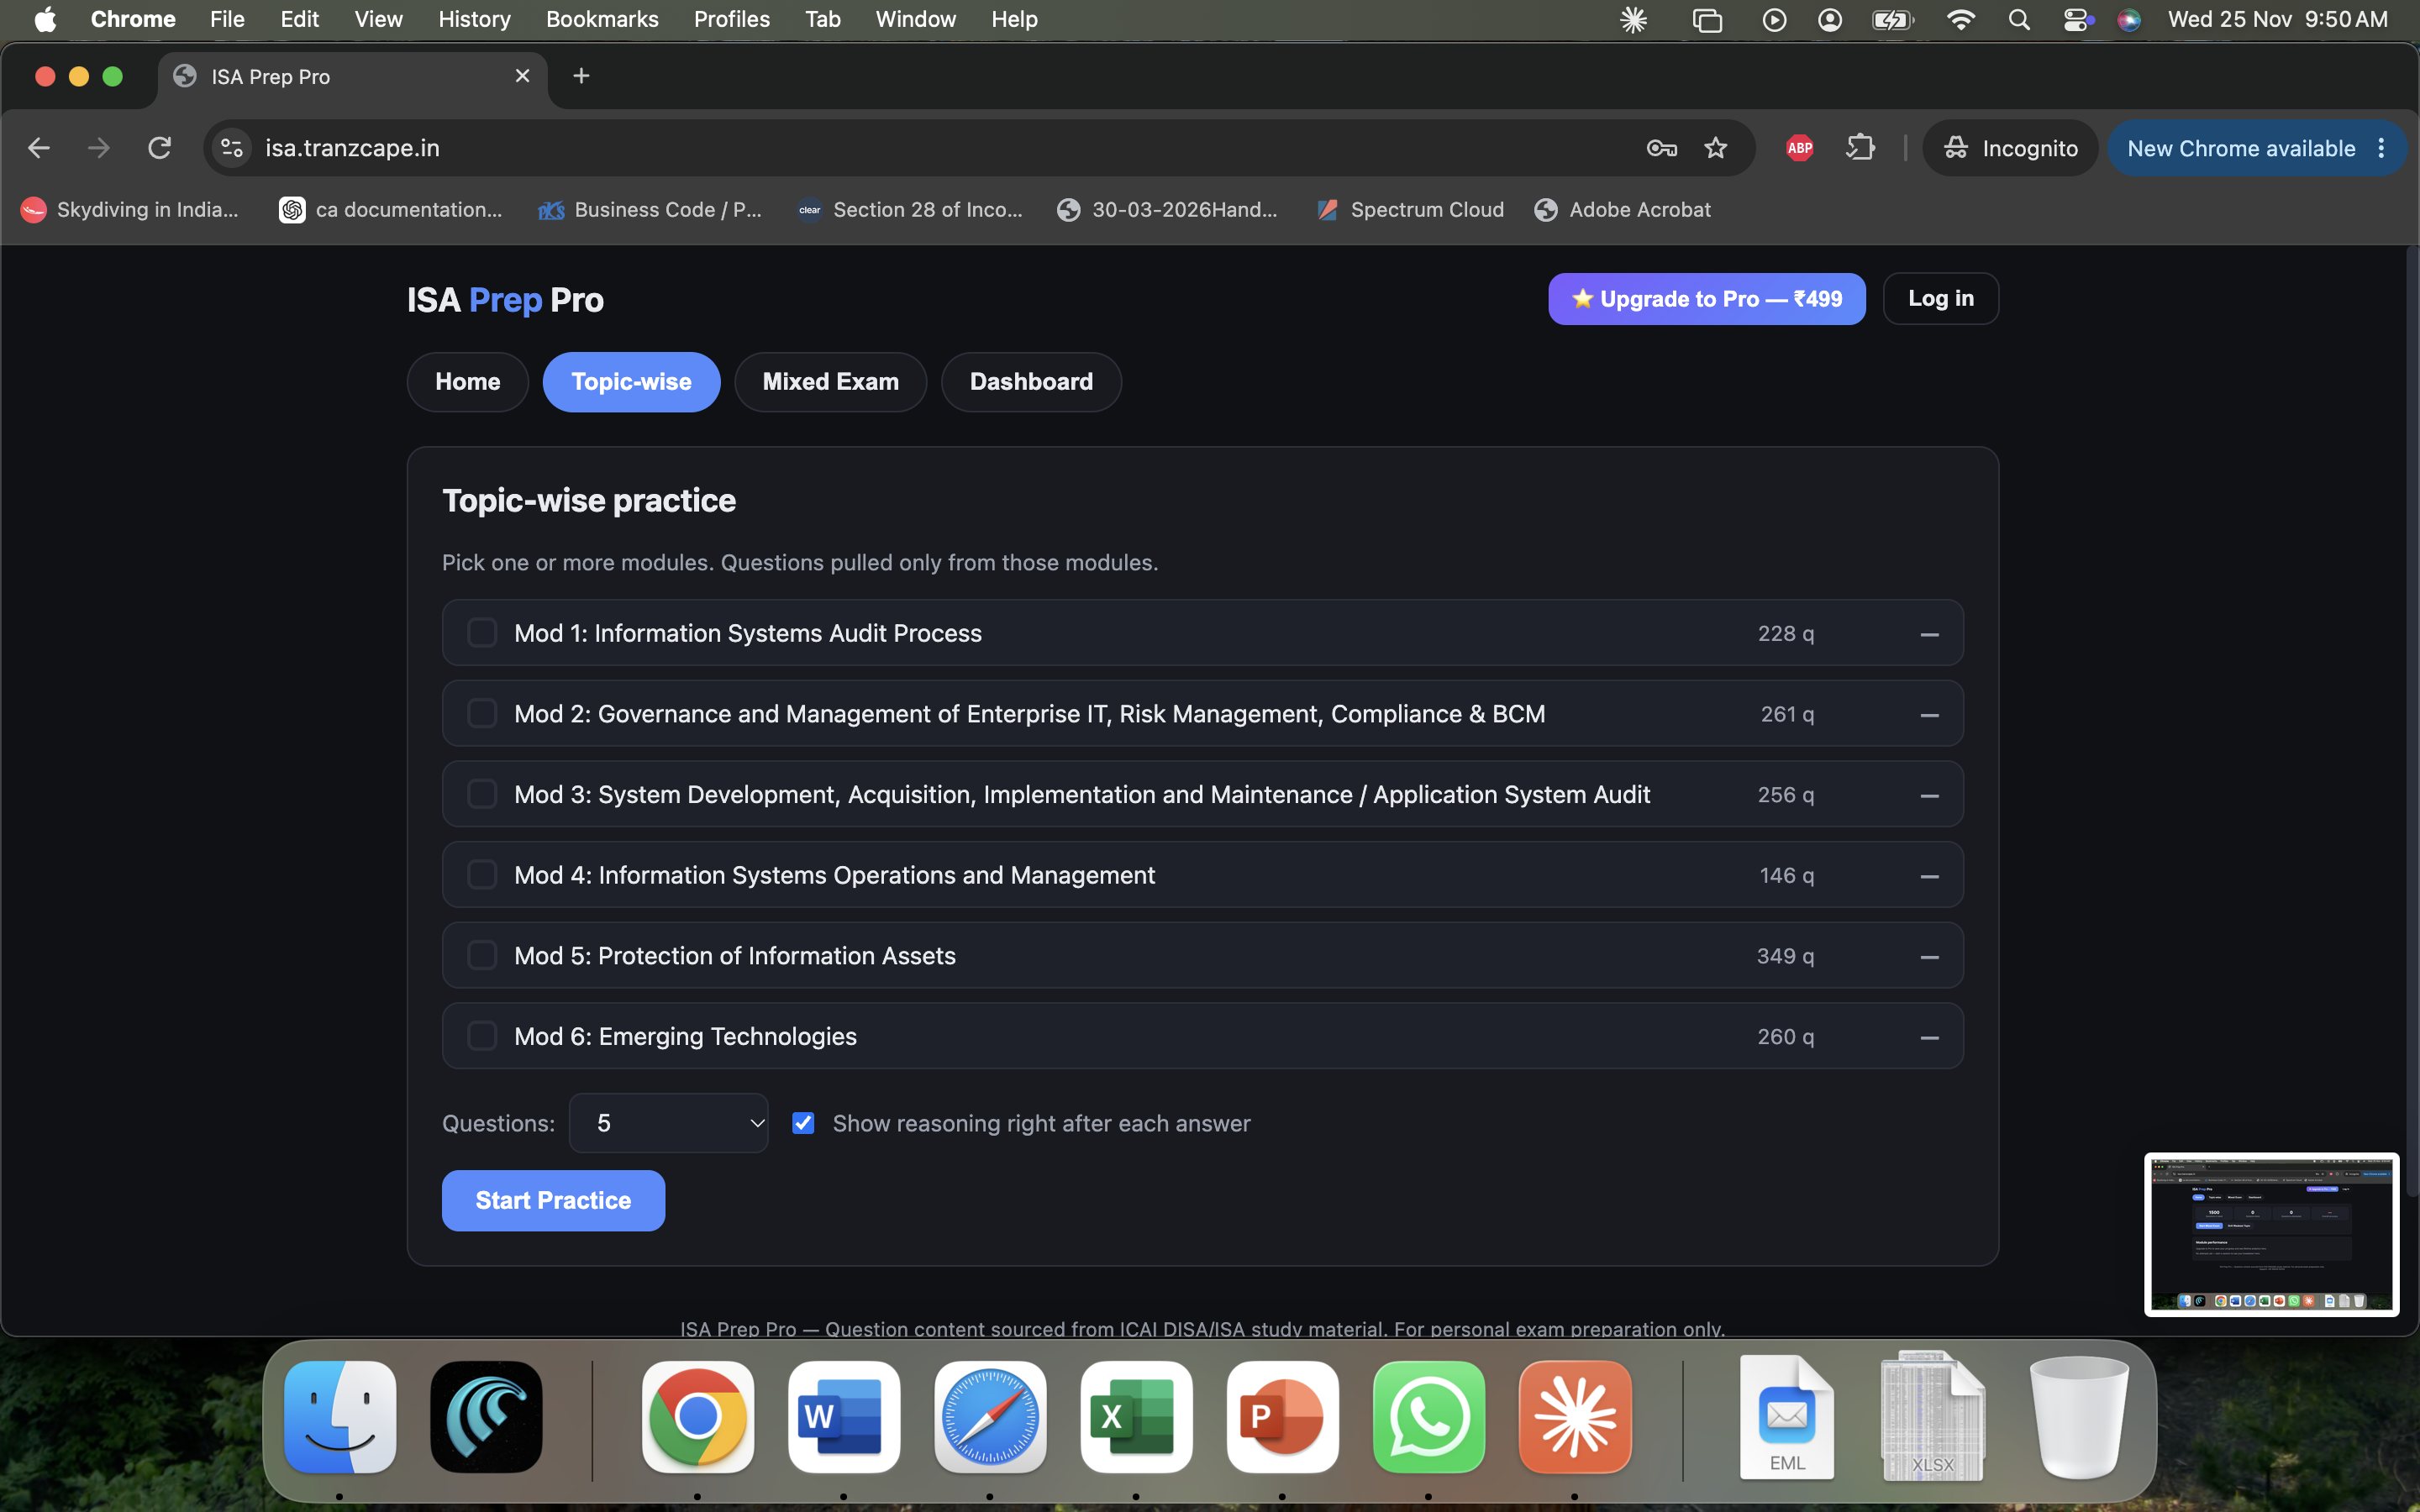 Chrome File Edit View History Bookmarks Profiles Tab Window Help Wed 25 Nov 9:50 AM
ISA Prep Pro
isa.tranzcape.in ABP Incognito New Chrome available
Skydiving in India... ca documentation... PKS Business Code / P... clear Section 28 of Inco... 30-03-2026Hand... Spectrum Cloud Adobe Acrobat
ISA Prep Pro ⭐ Upgrade to Pro — ₹499 Log in
Home Topic-wise Mixed Exam Dashboard
Topic-wise practice
Pick one or more modules. Questions pulled only from those modules.
Mod 1: Information Systems Audit Process 228 q —
Mod 2: Governance and Management of Enterprise IT, Risk Management, Compliance & BCM 261 q —
Mod 3: System Development, Acquisition, Implementation and Maintenance / Application System Audit 256 q —
Mod 4: Information Systems Operations and Management 146 q —
Mod 5: Protection of Information Assets 349 q —
Mod 6: Emerging Technologies 260 q —
Questions: 5 Show reasoning right after each answer
Start Practice
ISA Prep Pro — Question content sourced from ICAI DISA/ISA study material. For personal exam preparation only.
W X P EML XLSX